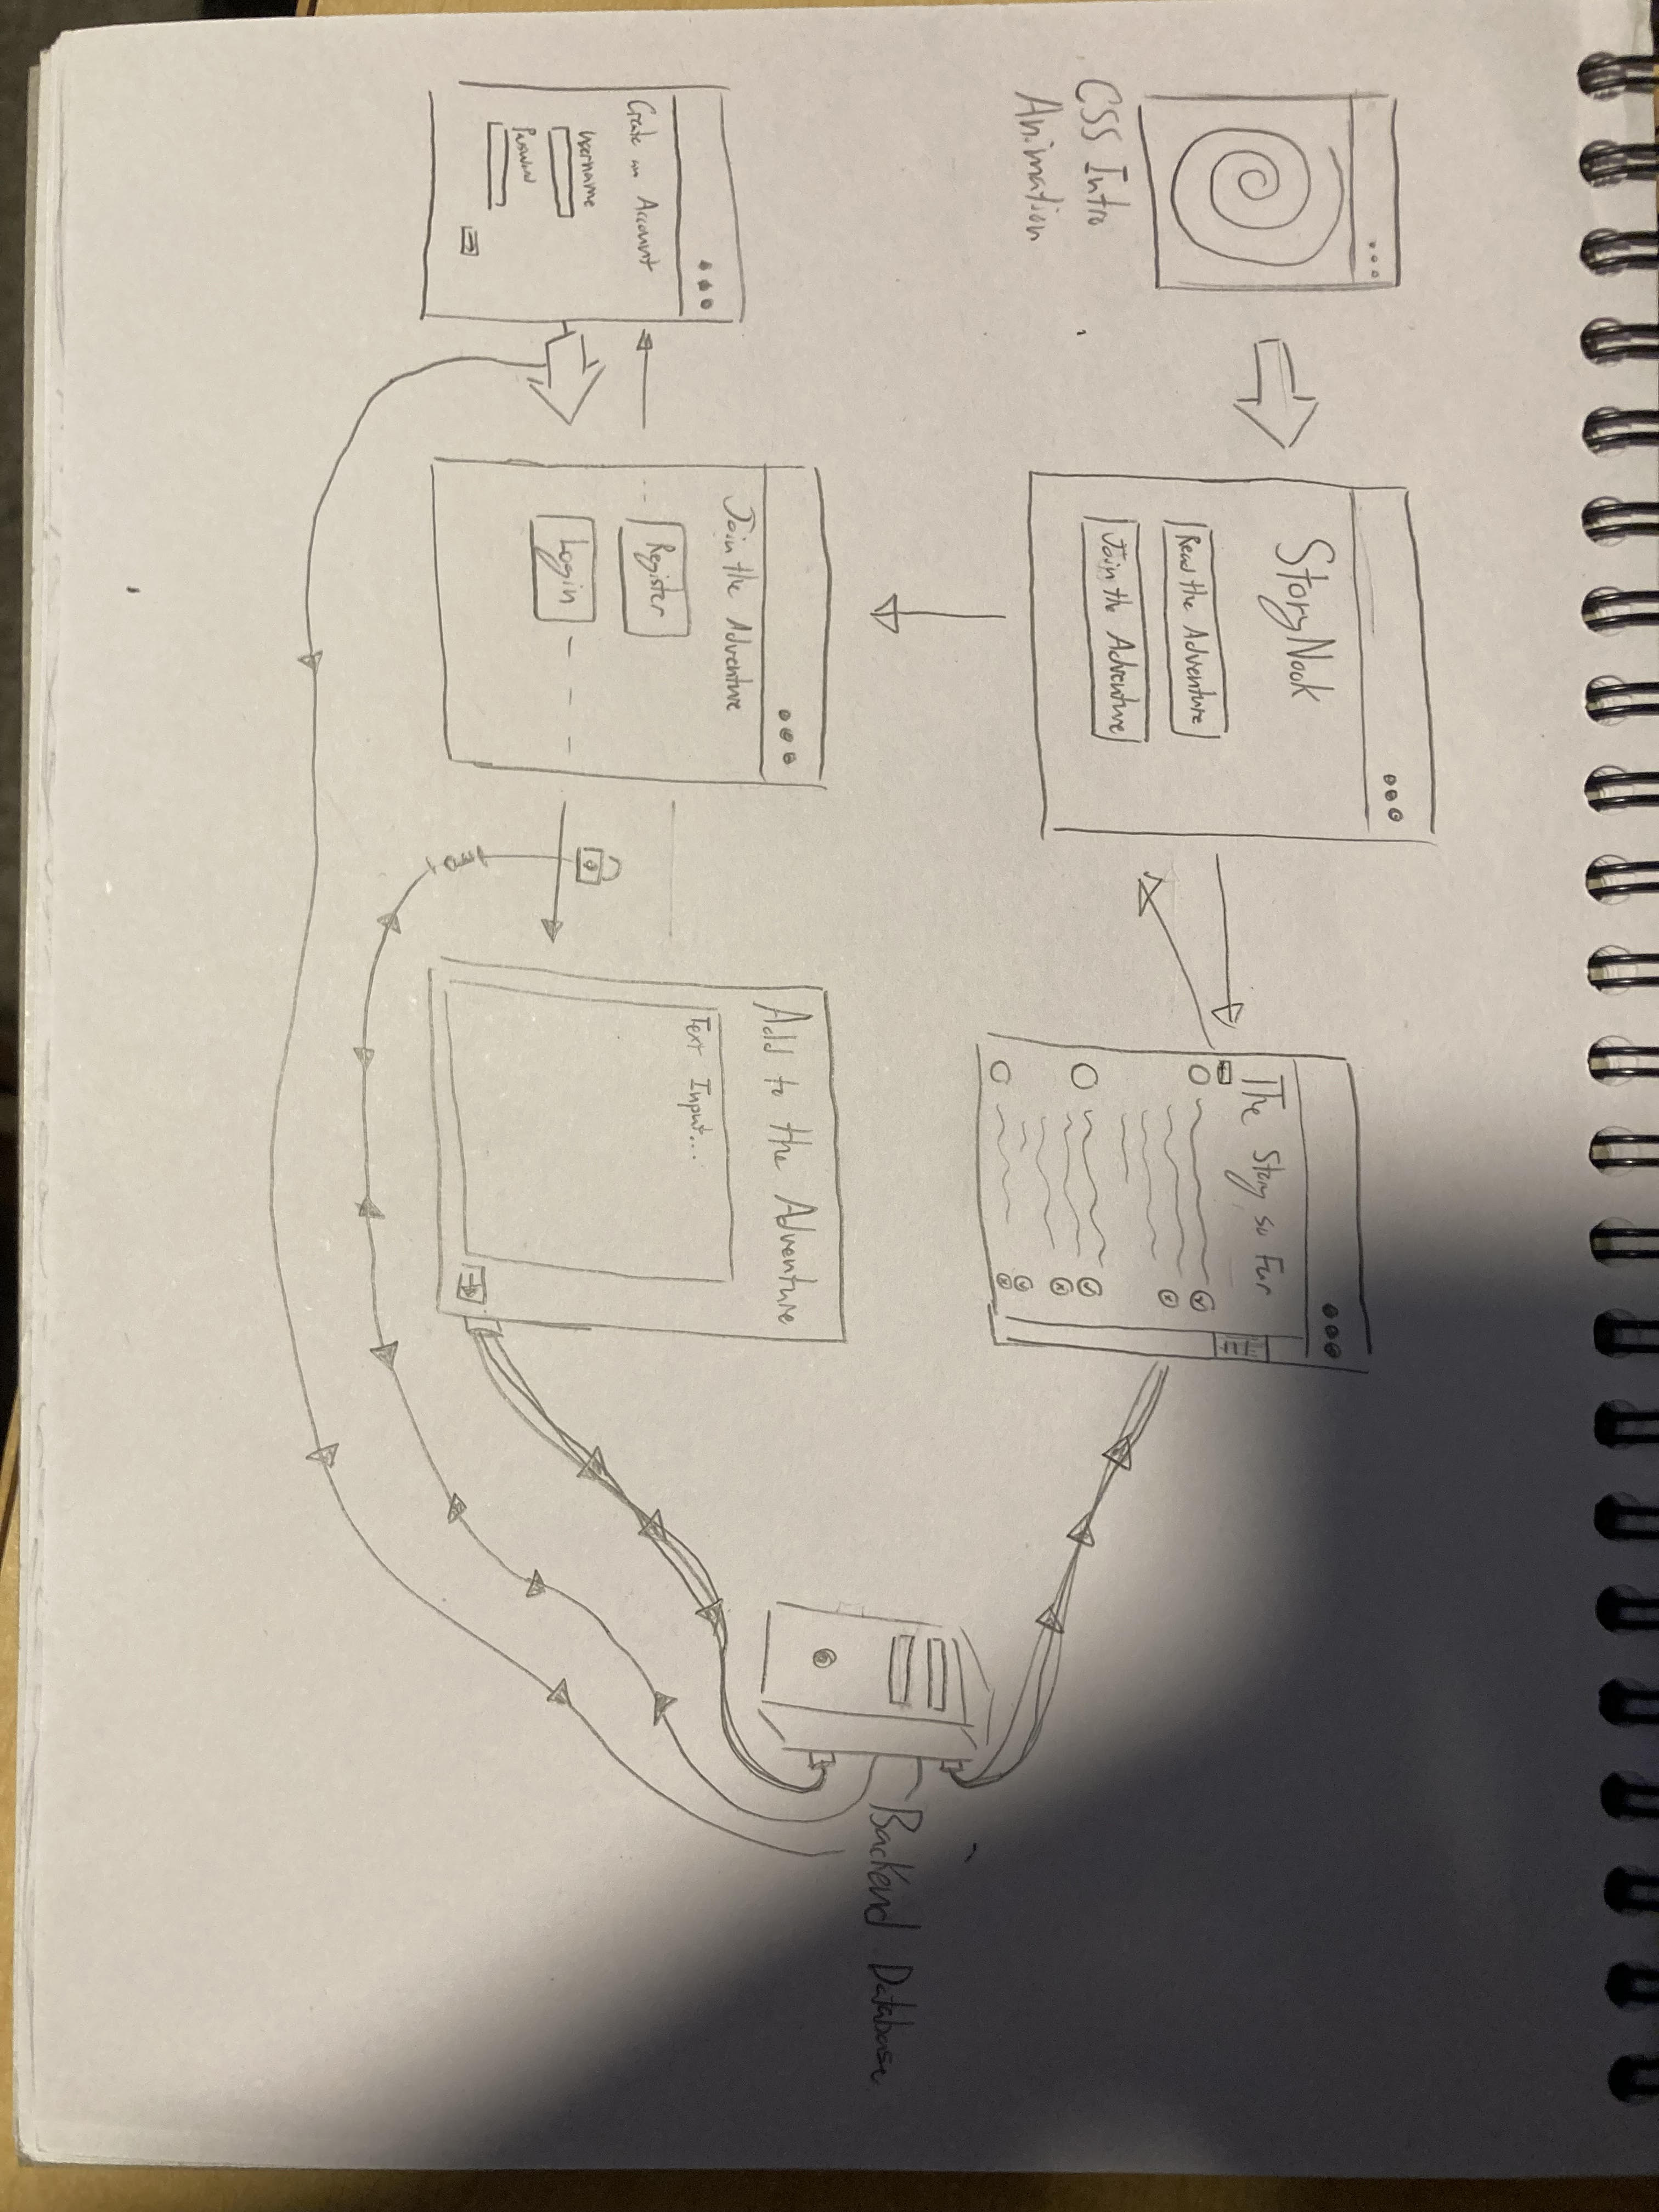 CSS Intro
Animation
StoryNook
Read the Adventure
Join the Adventure
The Story so Far
Create an Account
username
Password
Join the Adventure
Register
Login
Add to the Adventure
Text Input...
Backend Database